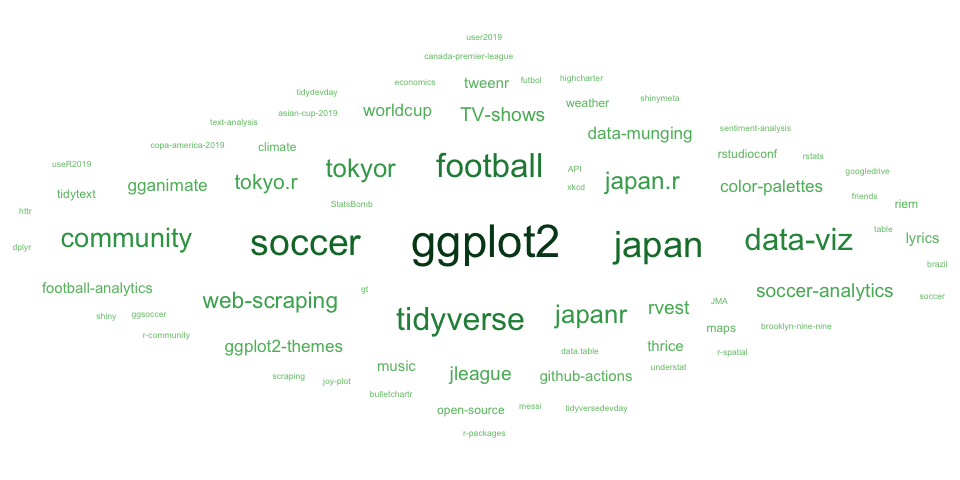 user2019
canada-premier-league
economics tweenr futbol highcharter
tidydevday shinymeta
asian-cup-2019 worldcup TV-shows weather
text-analysis data-munging sentiment-analysis
copa-america-2019 climate rstudioconf rstats
useR2019 tokyor football API googledrive
tidytext gganimate tokyo.r xkcd japan.r color-palettes friends
httr StatsBomb riem
dplyr community soccer ggplot2 japan data-viz table lyrics
brazil
football-analytics web-scraping gt soccer-analytics soccer
shiny ggsoccer tidyverse japanr rvest JMA
r-community maps brooklyn-nine-nine
ggplot2-themes data.table thrice r-spatial
scraping joy-plot music jleague github-actions understat
bulletchartr
open-source messi tidyversedevday
r-packages